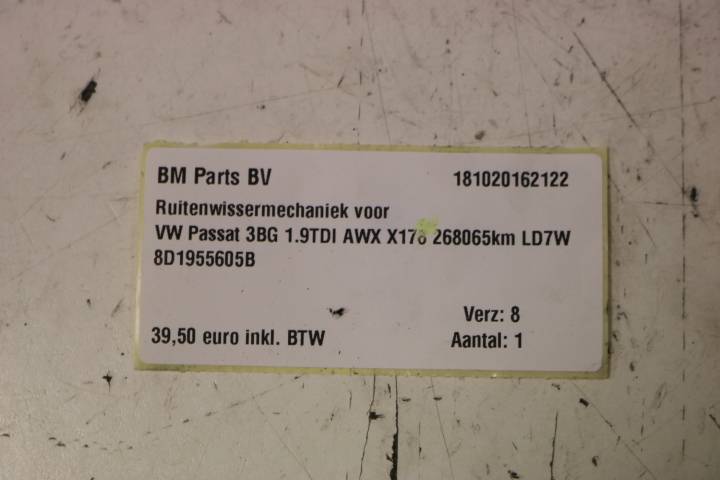 BM Parts BV 181020162122
Ruitenwissermechaniek voor
VW Passat 3BG 1.9TDI AWX X176 268065km LD7W
8D1955605B
Verz: 8
39,50 euro inkl. BTW Aantal: 1